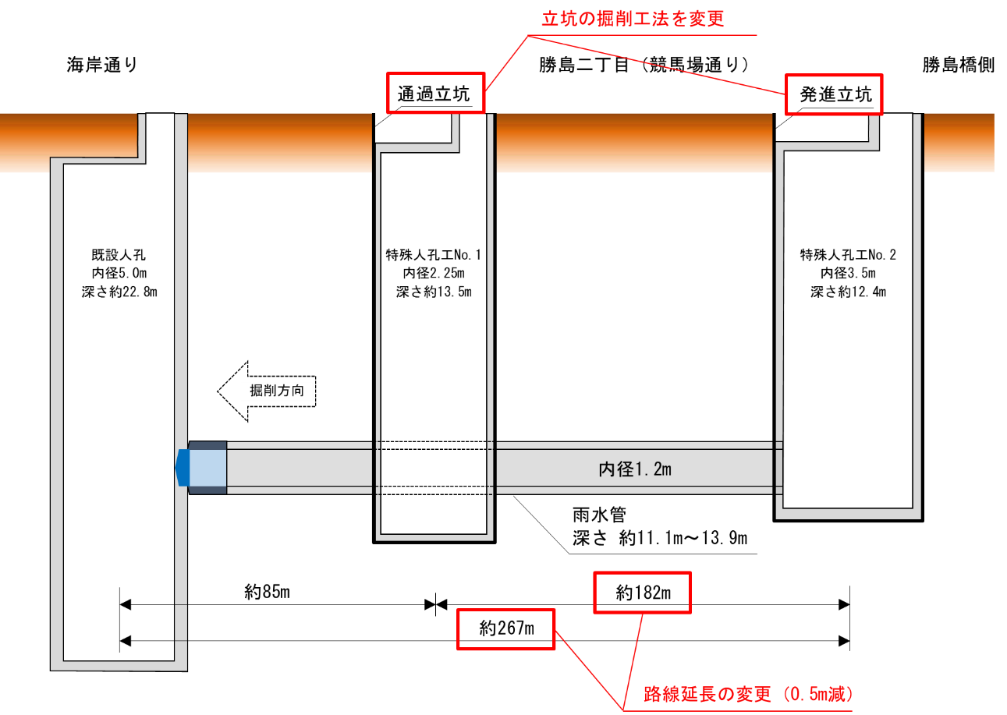 立坑の掘削工法を変更
海岸通り
勝島二丁目（競馬場通り）
勝島橋側
通過立坑
発進立坑
既設人孔
内径5.0m
深さ約22.8m
特殊人孔工No.1
内径2.25m
深さ約13.5m
特殊人孔工No.2
内径3.5m
深さ約12.4m
掘削方向
内径1.2m
雨水管
深さ 約11.1m～13.9m
約85m
約182m
約267m
路線延長の変更（0.5m減）